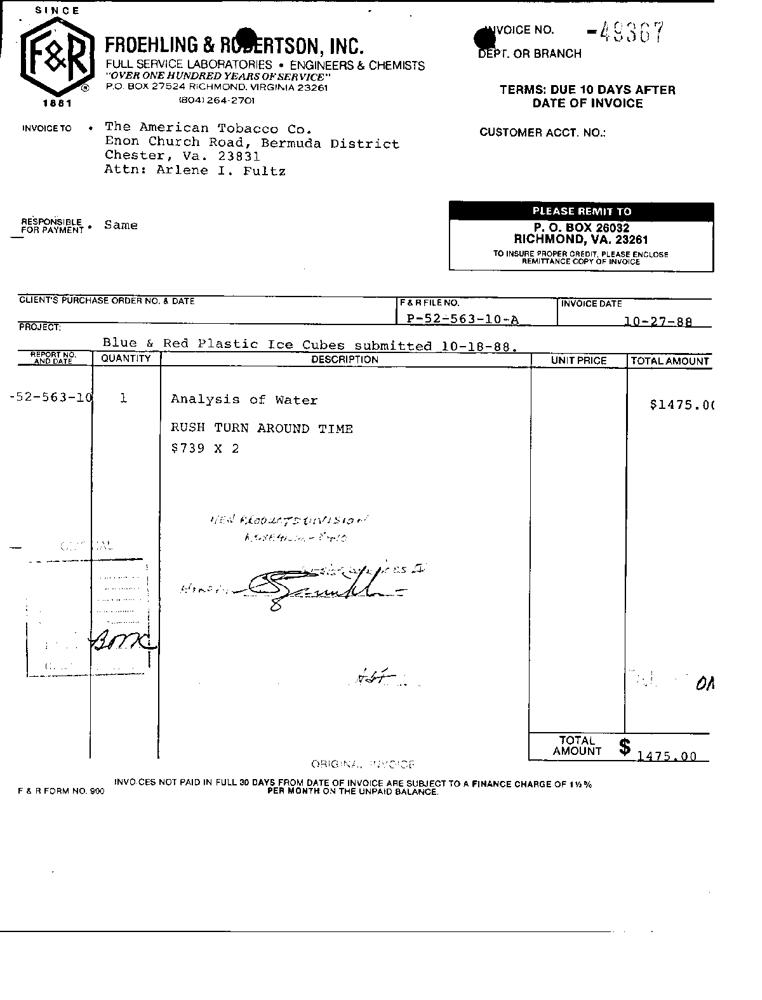 SINCE
F&R
®
1881
FROEHLING & ROBERTSON, INC.
FULL SERVICE LABORATORIES • ENGINEERS & CHEMISTS
"OVER ONE HUNDRED YEARS OF SERVICE"
P.O. BOX 27524 RICHMOND, VIRGINIA 23261
(804) 264-2701
INVOICE NO. -49367
DEPT. OR BRANCH
TERMS: DUE 10 DAYS AFTER
DATE OF INVOICE
CUSTOMER ACCT. NO.:
INVOICE TO • The American Tobacco Co.
Enon Church Road, Bermuda District
Chester, Va. 23831
Attn: Arlene I. Fultz
RESPONSIBLE
FOR PAYMENT • Same
PLEASE REMIT TO
P. O. BOX 26032
RICHMOND, VA. 23261
TO INSURE PROPER CREDIT, PLEASE ENCLOSE
REMITTANCE COPY OF INVOICE
CLIENT'S PURCHASE ORDER NO. & DATE
F & R FILE NO.
P-52-563-10-A
INVOICE DATE
10-27-88
PROJECT:
Blue & Red Plastic Ice Cubes submitted 10-18-88.
REPORT NO.
AND DATE
QUANTITY
DESCRIPTION
UNIT PRICE
TOTAL AMOUNT
-52-563-10 1 Analysis of Water $1475.0
RUSH TURN AROUND TIME
$739 X 2
NEW PRODUCTS DIVISION
TOTAL
AMOUNT $ 1475.00
ORIGINAL INVOICE
INVOICES NOT PAID IN FULL 30 DAYS FROM DATE OF INVOICE ARE SUBJECT TO A FINANCE CHARGE OF 1½%
PER MONTH ON THE UNPAID BALANCE.
F & R FORM NO. 900